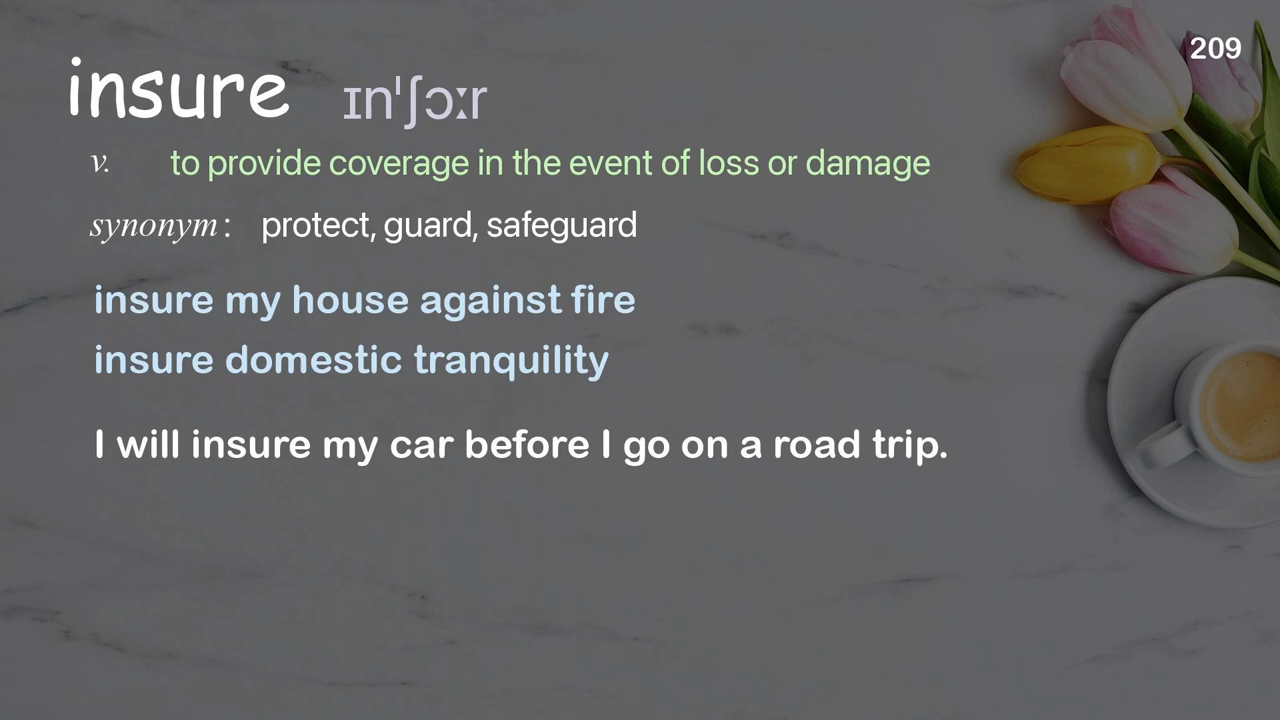 209
insure ɪnˈʃɔːr
v. to provide coverage in the event of loss or damage
synonym: protect, guard, safeguard
insure my house against fire
insure domestic tranquility
I will insure my car before I go on a road trip.